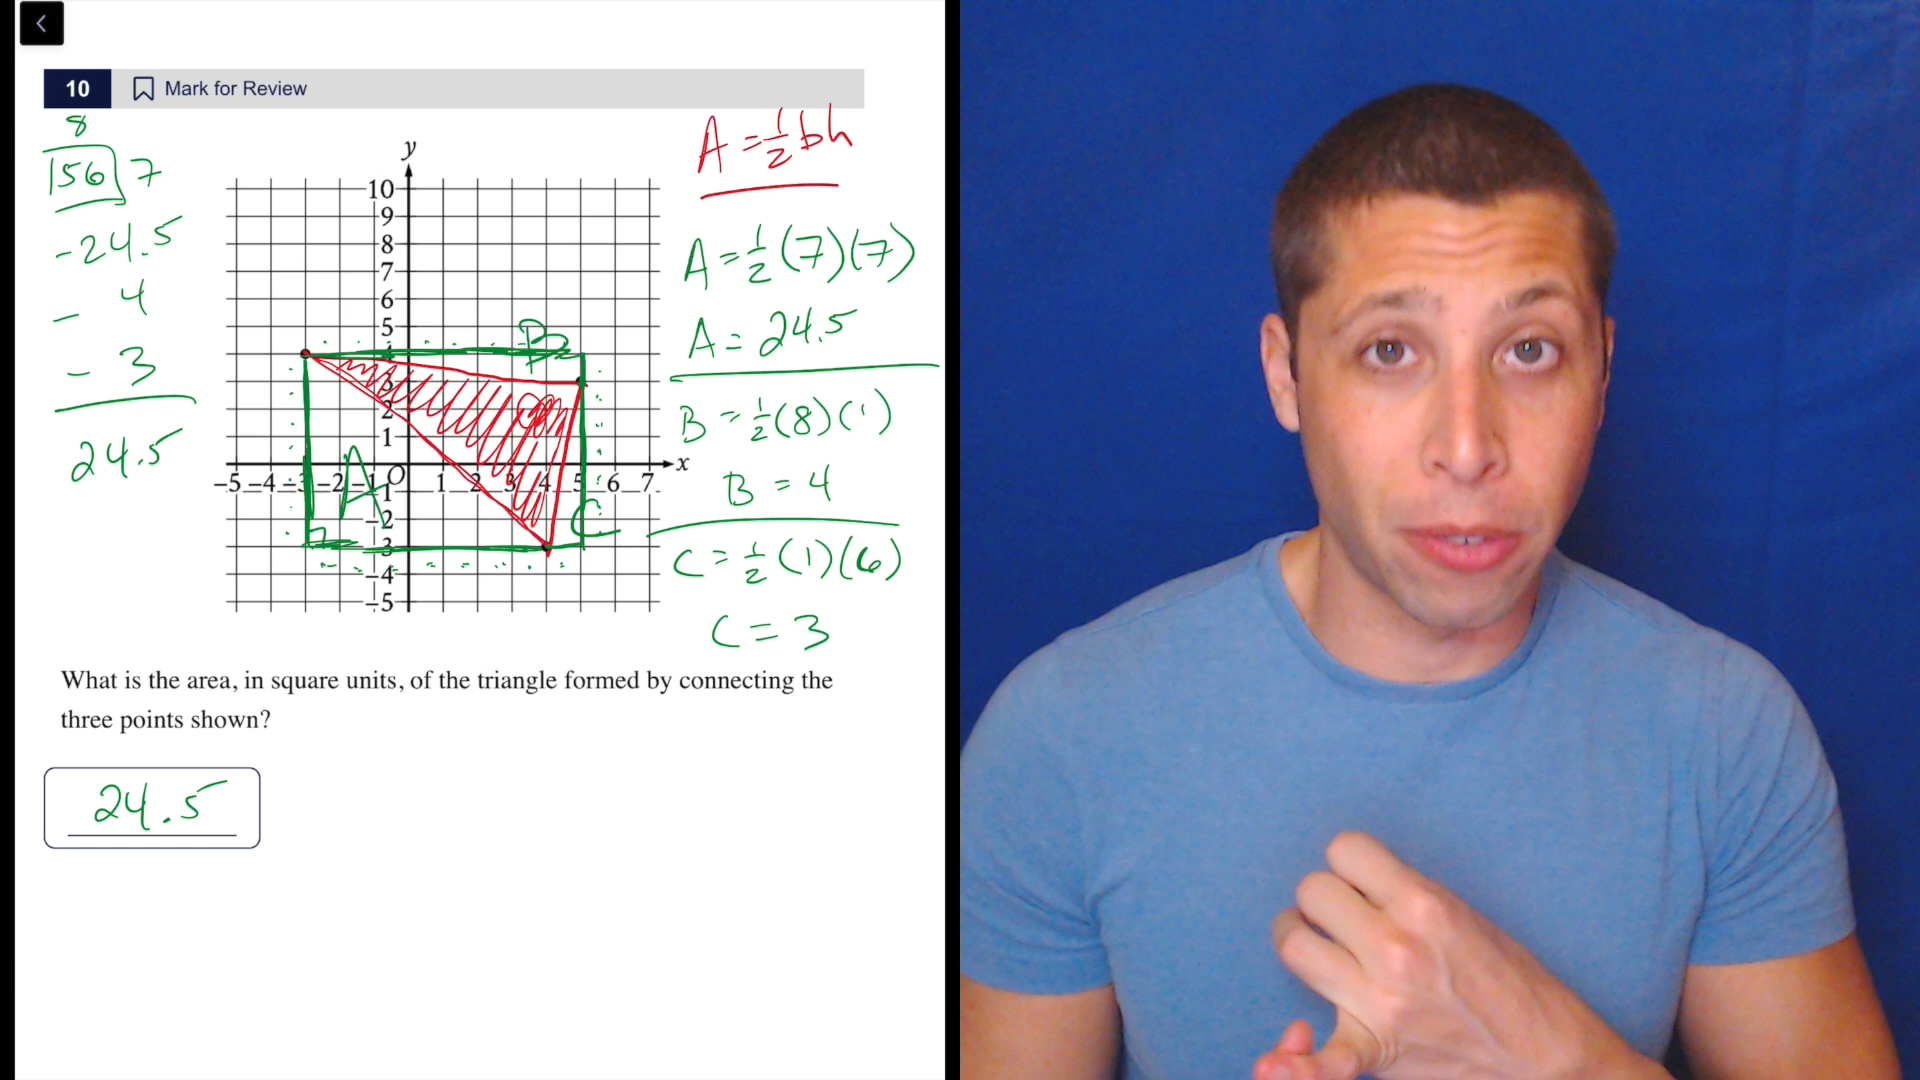 10 Mark for Review
8
56 7
-24.5
- 4
- 3
24.5
y
10
9
8
7
6
5
4
3
2
1
-5 -4 -3 -2 -1 O 1 2 3 4 5 6 7 x
-1
-2
-3
-4
-5
B
A
C
A = 1/2 bh
A = 1/2 (7)(7)
A = 24.5
B = 1/2 (8)(1)
B = 4
C = 1/2 (1)(6)
C = 3
What is the area, in square units, of the triangle formed by connecting the
three points shown?
24.5